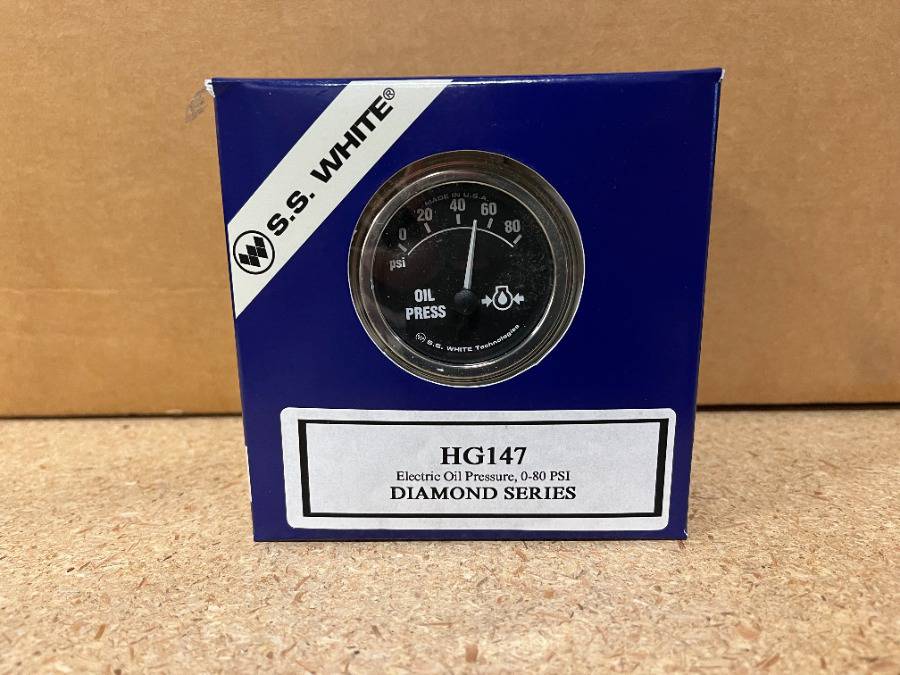 S.S. WHITE®
MADE IN U.S.A.
0 20 40 60 80
psi
OIL
PRESS
S.S. WHITE Technologies
HG147
Electric Oil Pressure, 0-80 PSI
DIAMOND SERIES